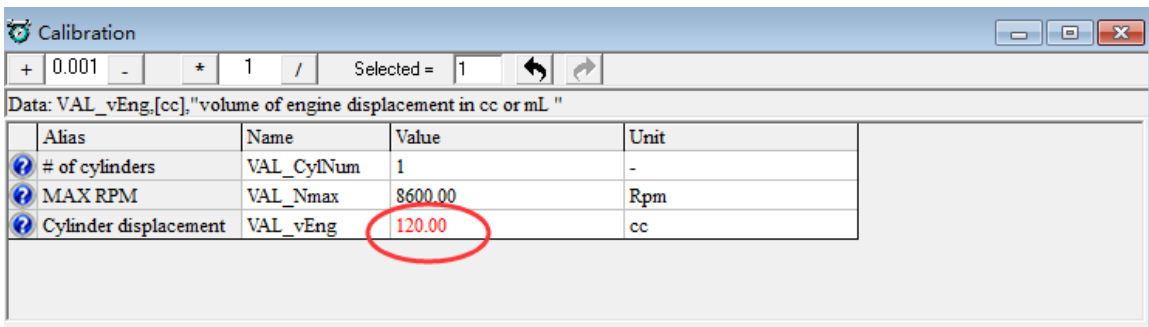 Calibration
+ 0.001 - * 1 / Selected = 1
Data: VAL_vEng,[cc],"volume of engine displacement in cc or mL "
Alias Name Value Unit
# of cylinders VAL_CylNum 1 -
MAX RPM VAL_Nmax 8600.00 Rpm
Cylinder displacement VAL_vEng 120.00 cc